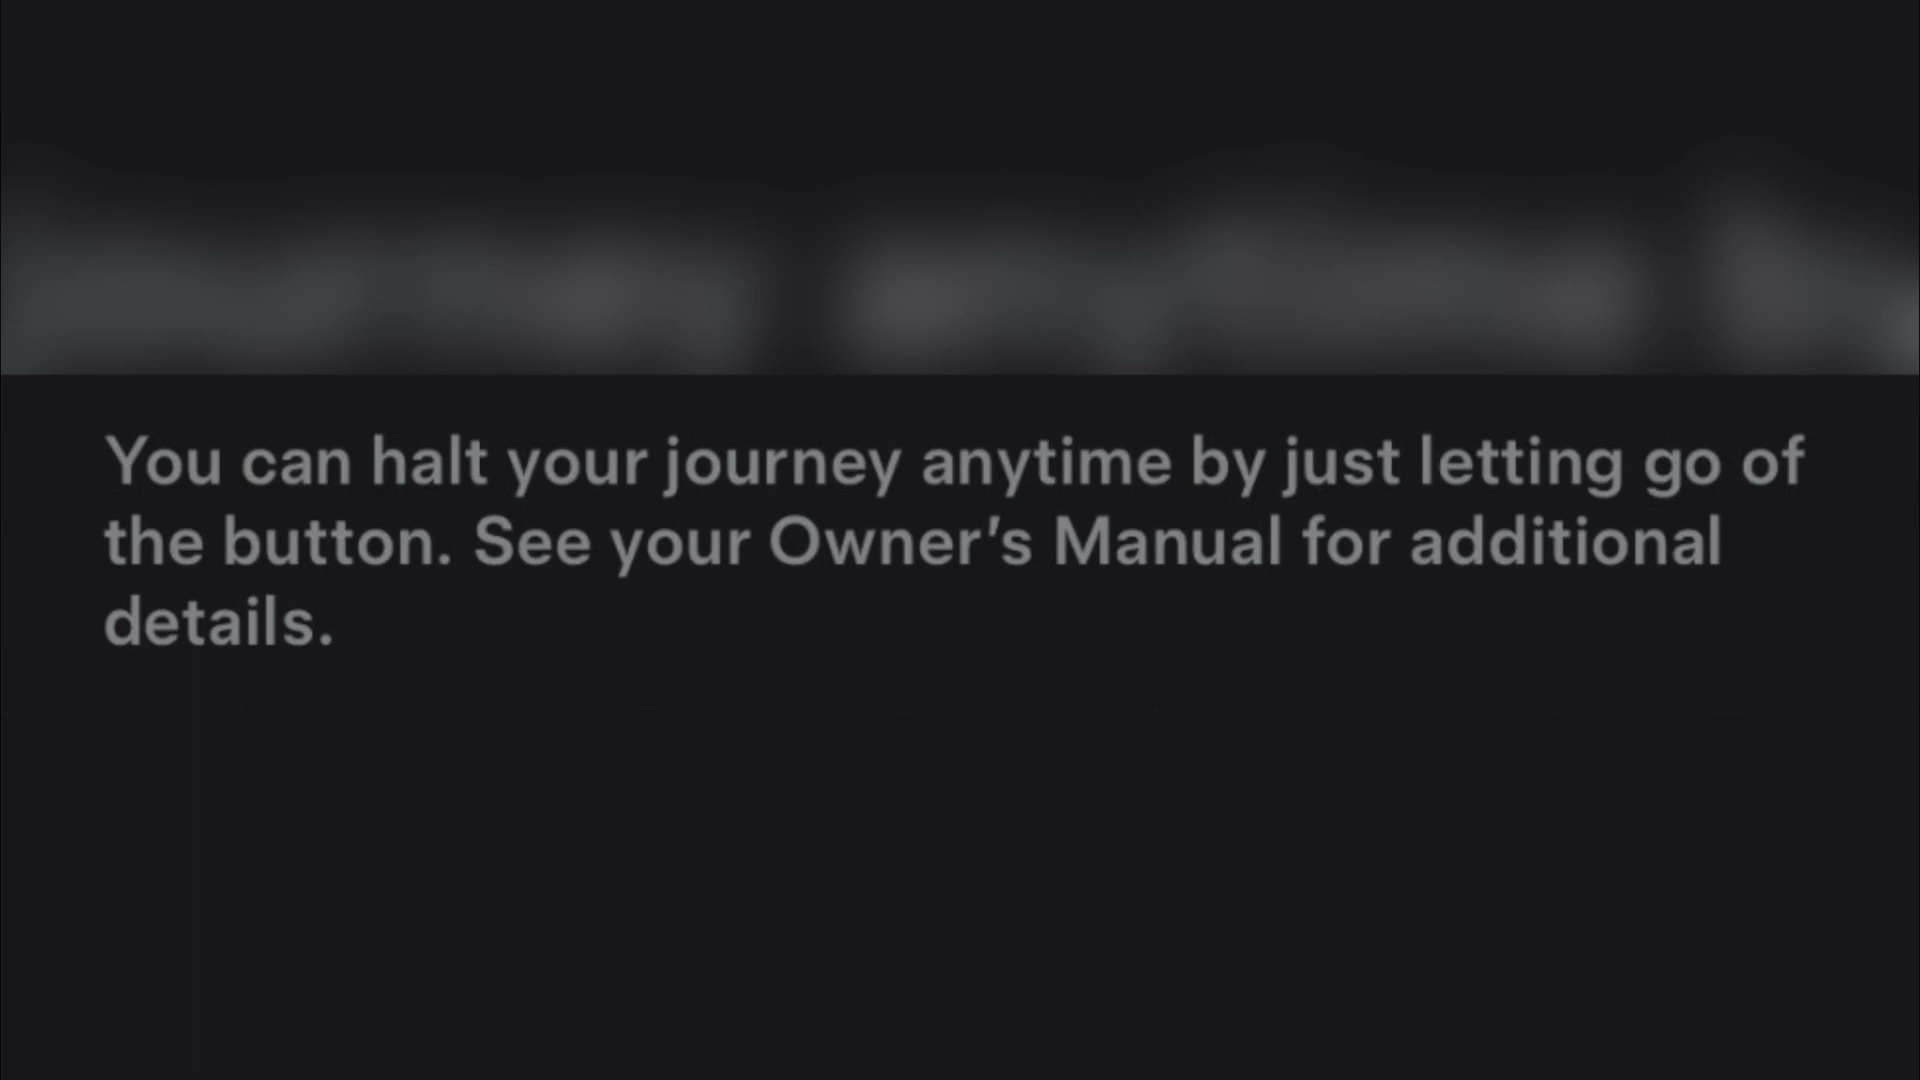 You can halt your journey anytime by just letting go of
the button. See your Owner’s Manual for additional
details.